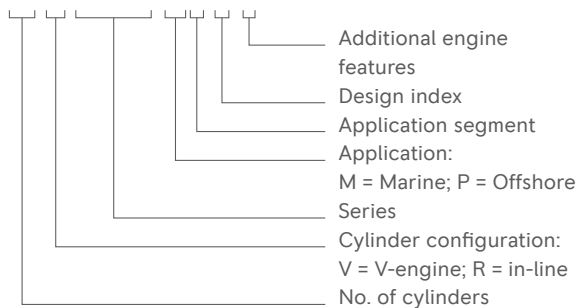 Additional engine
features
Design index
Application segment
Application:
M = Marine; P = Offshore
Series
Cylinder configuration:
V = V-engine; R = in-line
No. of cylinders